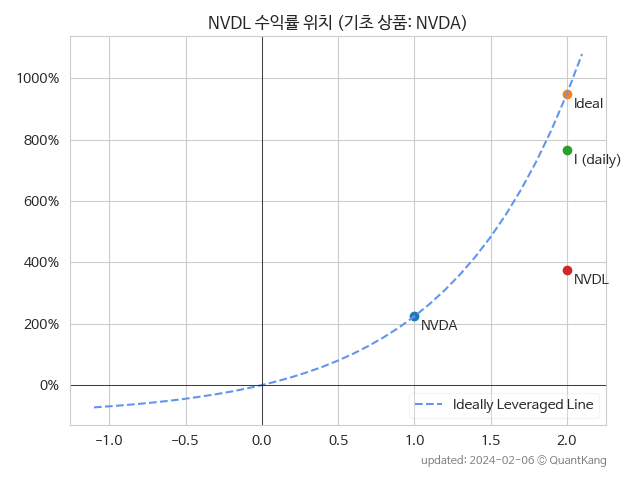 NVDL 수익률 위치 (기초 상품: NVDA)
1000%
800%
600%
400%
200%
0%
Ideal
I (daily)
NVDL
NVDA
Ideally Leveraged Line
-1.0 -0.5 0.0 0.5 1.0 1.5 2.0
updated: 2024-02-06 © QuantKang